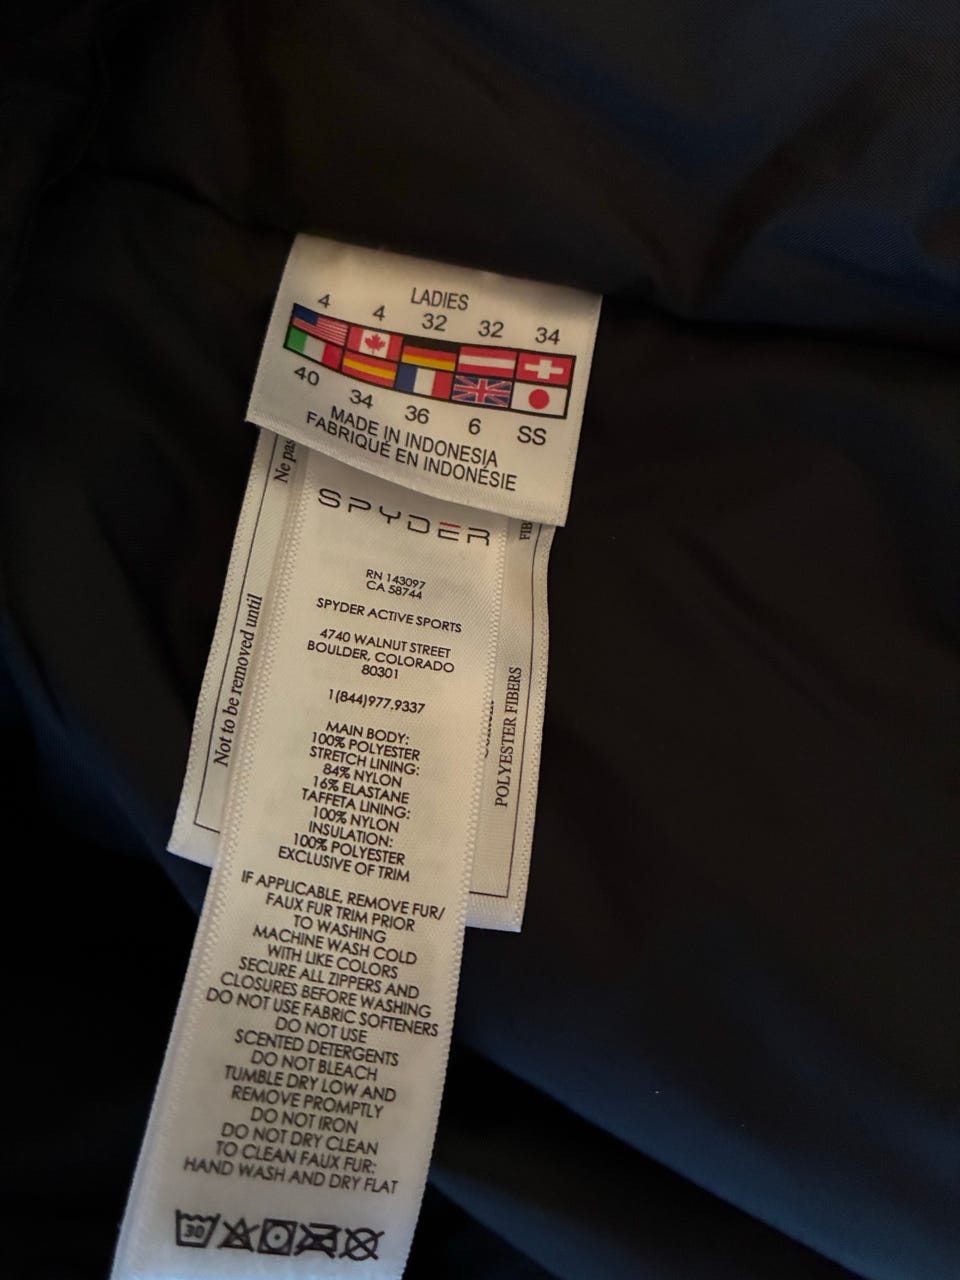 LADIES
4 4 32 32 34
40 34 36 6 SS
MADE IN INDONESIA
FABRIQUÉ EN INDONÉSIE
Ne pas
Not to be removed until
SPYDER
RN 143097
CA 58744
SPYDER ACTIVE SPORTS
4740 WALNUT STREET
BOULDER, COLORADO
80301
1(844)977.9337
MAIN BODY:
100% POLYESTER
STRETCH LINING:
84% NYLON
16% ELASTANE
TAFFETA LINING:
100% NYLON
INSULATION:
100% POLYESTER
EXCLUSIVE OF TRIM
IF APPLICABLE, REMOVE FUR/
FAUX FUR TRIM PRIOR
TO WASHING
MACHINE WASH COLD
WITH LIKE COLORS
SECURE ALL ZIPPERS AND
CLOSURES BEFORE WASHING
DO NOT USE FABRIC SOFTENERS
DO NOT USE
SCENTED DETERGENTS
DO NOT BLEACH
TUMBLE DRY LOW AND
REMOVE PROMPTLY
DO NOT IRON
DO NOT DRY CLEAN
TO CLEAN FAUX FUR:
HAND WASH AND DRY FLAT
30
POLYESTER FIBERS
FIB